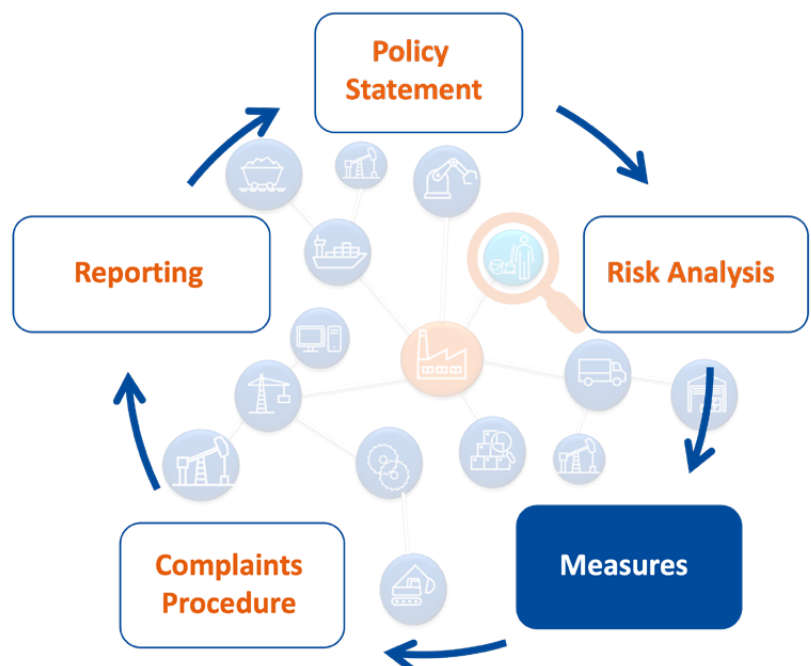 Policy
Statement
Reporting
Risk Analysis
Complaints
Procedure
Measures